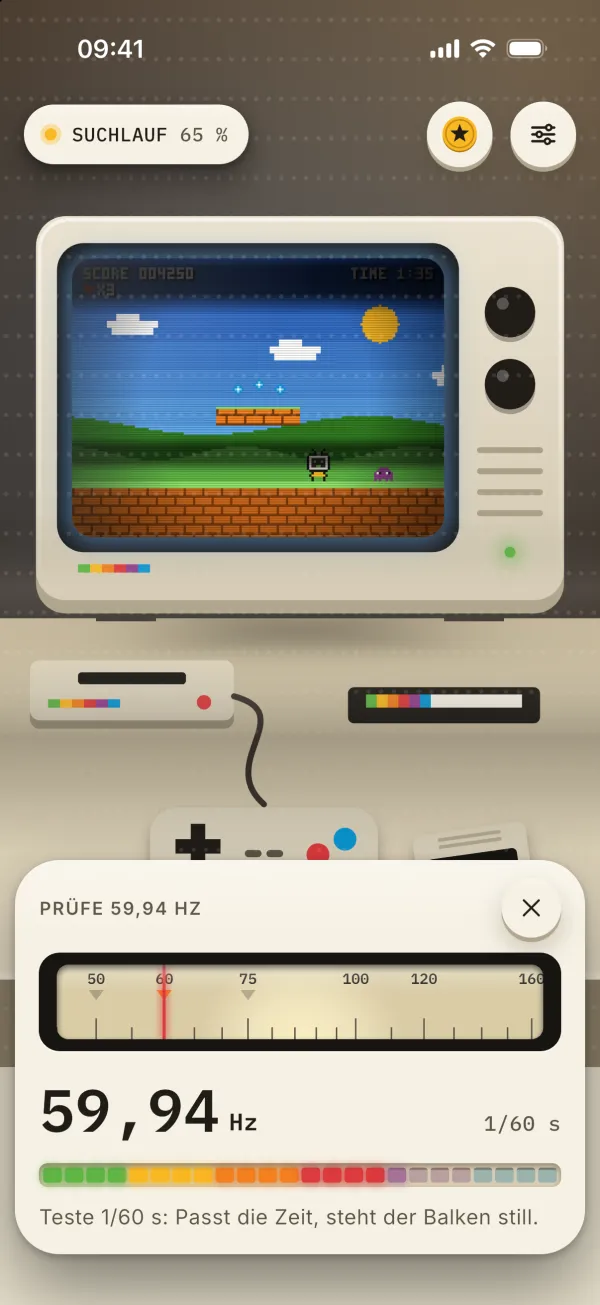 09:41
SUCHLAUF 65 %
SCORE 004250 TIME 1:35
X3
PRÜFE 59,94 HZ
50 60 75 100 120 160
59,94 Hz
1/60 s
Teste 1/60 s: Passt die Zeit, steht der Balken still.